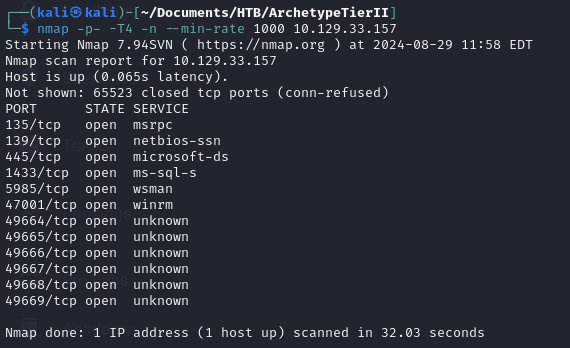 ┌──(kali㉿kali)-[~/Documents/HTB/ArchetypeTierII]
└─$ nmap -p- -T4 -n --min-rate 1000 10.129.33.157
Starting Nmap 7.94SVN ( https://nmap.org ) at 2024-08-29 11:58 EDT
Nmap scan report for 10.129.33.157
Host is up (0.065s latency).
Not shown: 65523 closed tcp ports (conn-refused)
PORT      STATE SERVICE
135/tcp   open  msrpc
139/tcp   open  netbios-ssn
445/tcp   open  microsoft-ds
1433/tcp  open  ms-sql-s
5985/tcp  open  wsman
47001/tcp open  winrm
49664/tcp open  unknown
49665/tcp open  unknown
49666/tcp open  unknown
49667/tcp open  unknown
49668/tcp open  unknown
49669/tcp open  unknown

Nmap done: 1 IP address (1 host up) scanned in 32.03 seconds